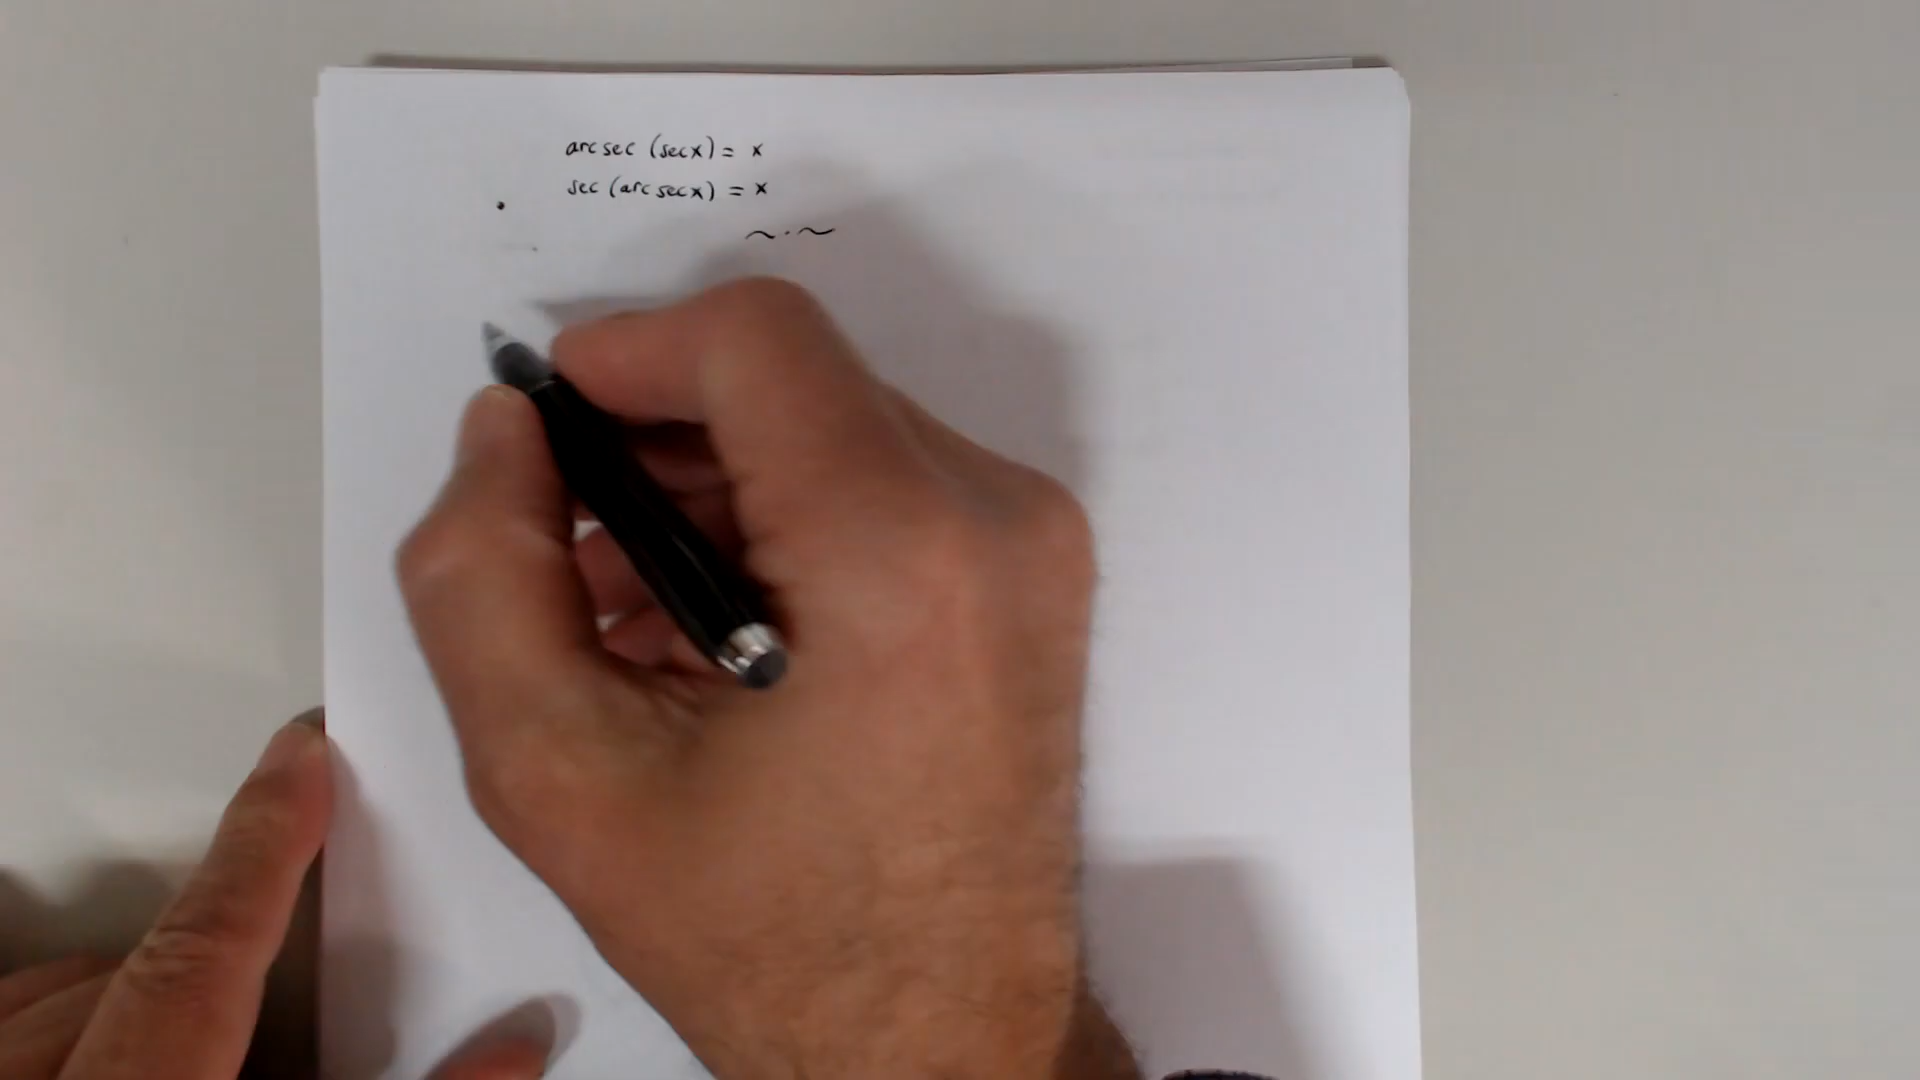 arcsec (secx) = x
sec (arcsecx) = x
~ · ~